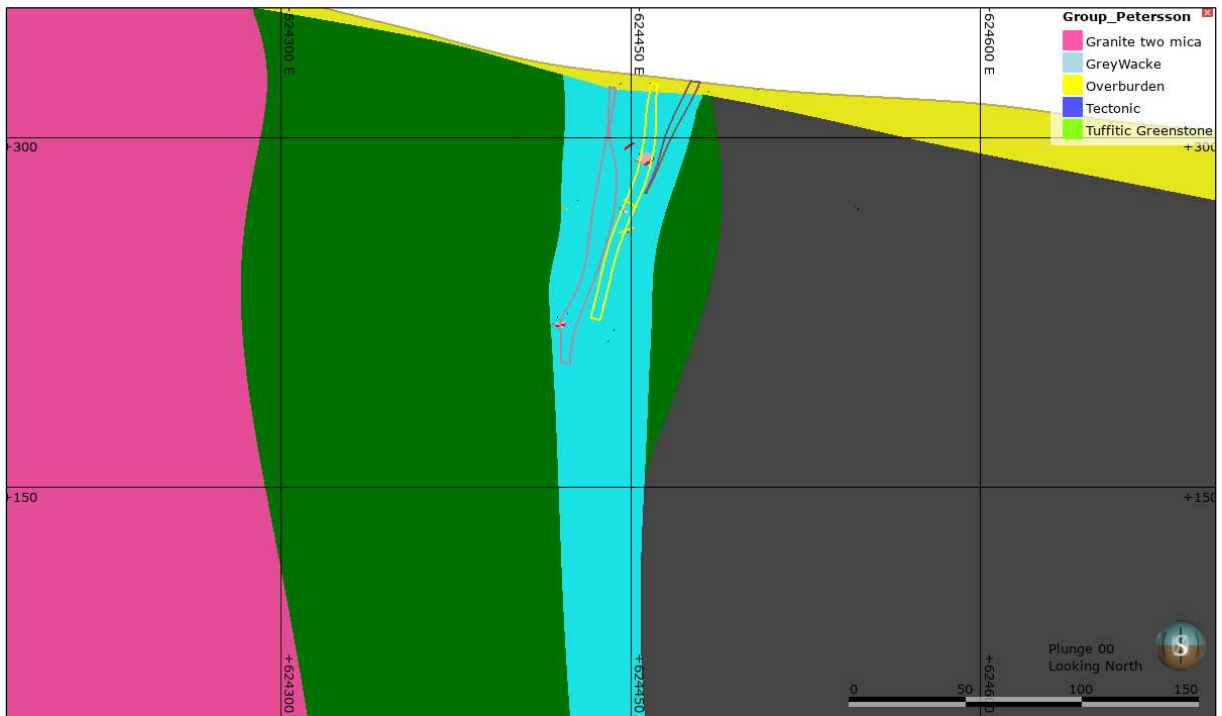 Group_Petersson
Granite two mica
GreyWacke
Overburden
Tectonic
Tuffitic Greenstone
+624300 E
+624450 E
+624600 E
+300
+300
+150
+150
+624300
+624450
+624600
Plunge 00
Looking North
S
0 50 100 150